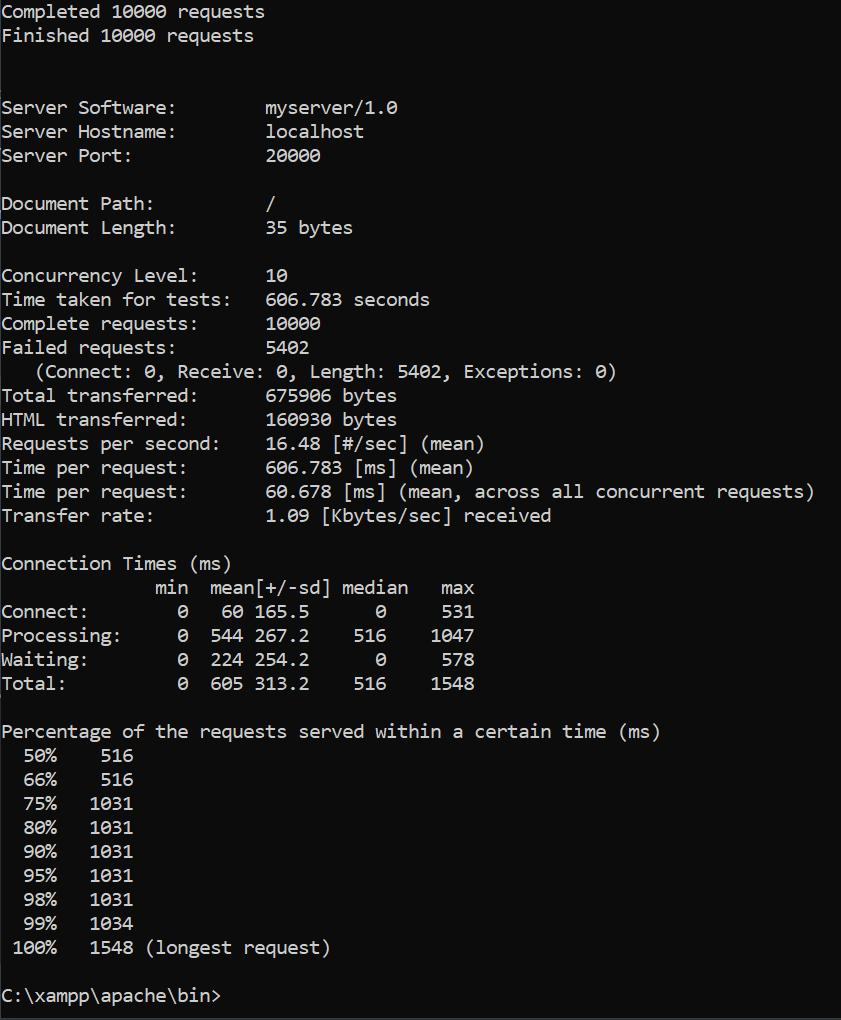 Completed 10000 requests
Finished 10000 requests
Server Software:        myserver/1.0
Server Hostname:        localhost
Server Port:            20000
Document Path:          /
Document Length:        35 bytes
Concurrency Level:      10
Time taken for tests:   606.783 seconds
Complete requests:      10000
Failed requests:        5402
   (Connect: 0, Receive: 0, Length: 5402, Exceptions: 0)
Total transferred:      675906 bytes
HTML transferred:       160930 bytes
Requests per second:    16.48 [#/sec] (mean)
Time per request:       606.783 [ms] (mean)
Time per request:       60.678 [ms] (mean, across all concurrent requests)
Transfer rate:          1.09 [Kbytes/sec] received
Connection Times (ms)
              min  mean[+/-sd] median   max
Connect:        0   60 165.5      0     531
Processing:     0  544 267.2    516    1047
Waiting:        0  224 254.2      0     578
Total:          0  605 313.2    516    1548
Percentage of the requests served within a certain time (ms)
  50%    516
  66%    516
  75%   1031
  80%   1031
  90%   1031
  95%   1031
  98%   1031
  99%   1034
 100%   1548 (longest request)
C:\xampp\apache\bin>